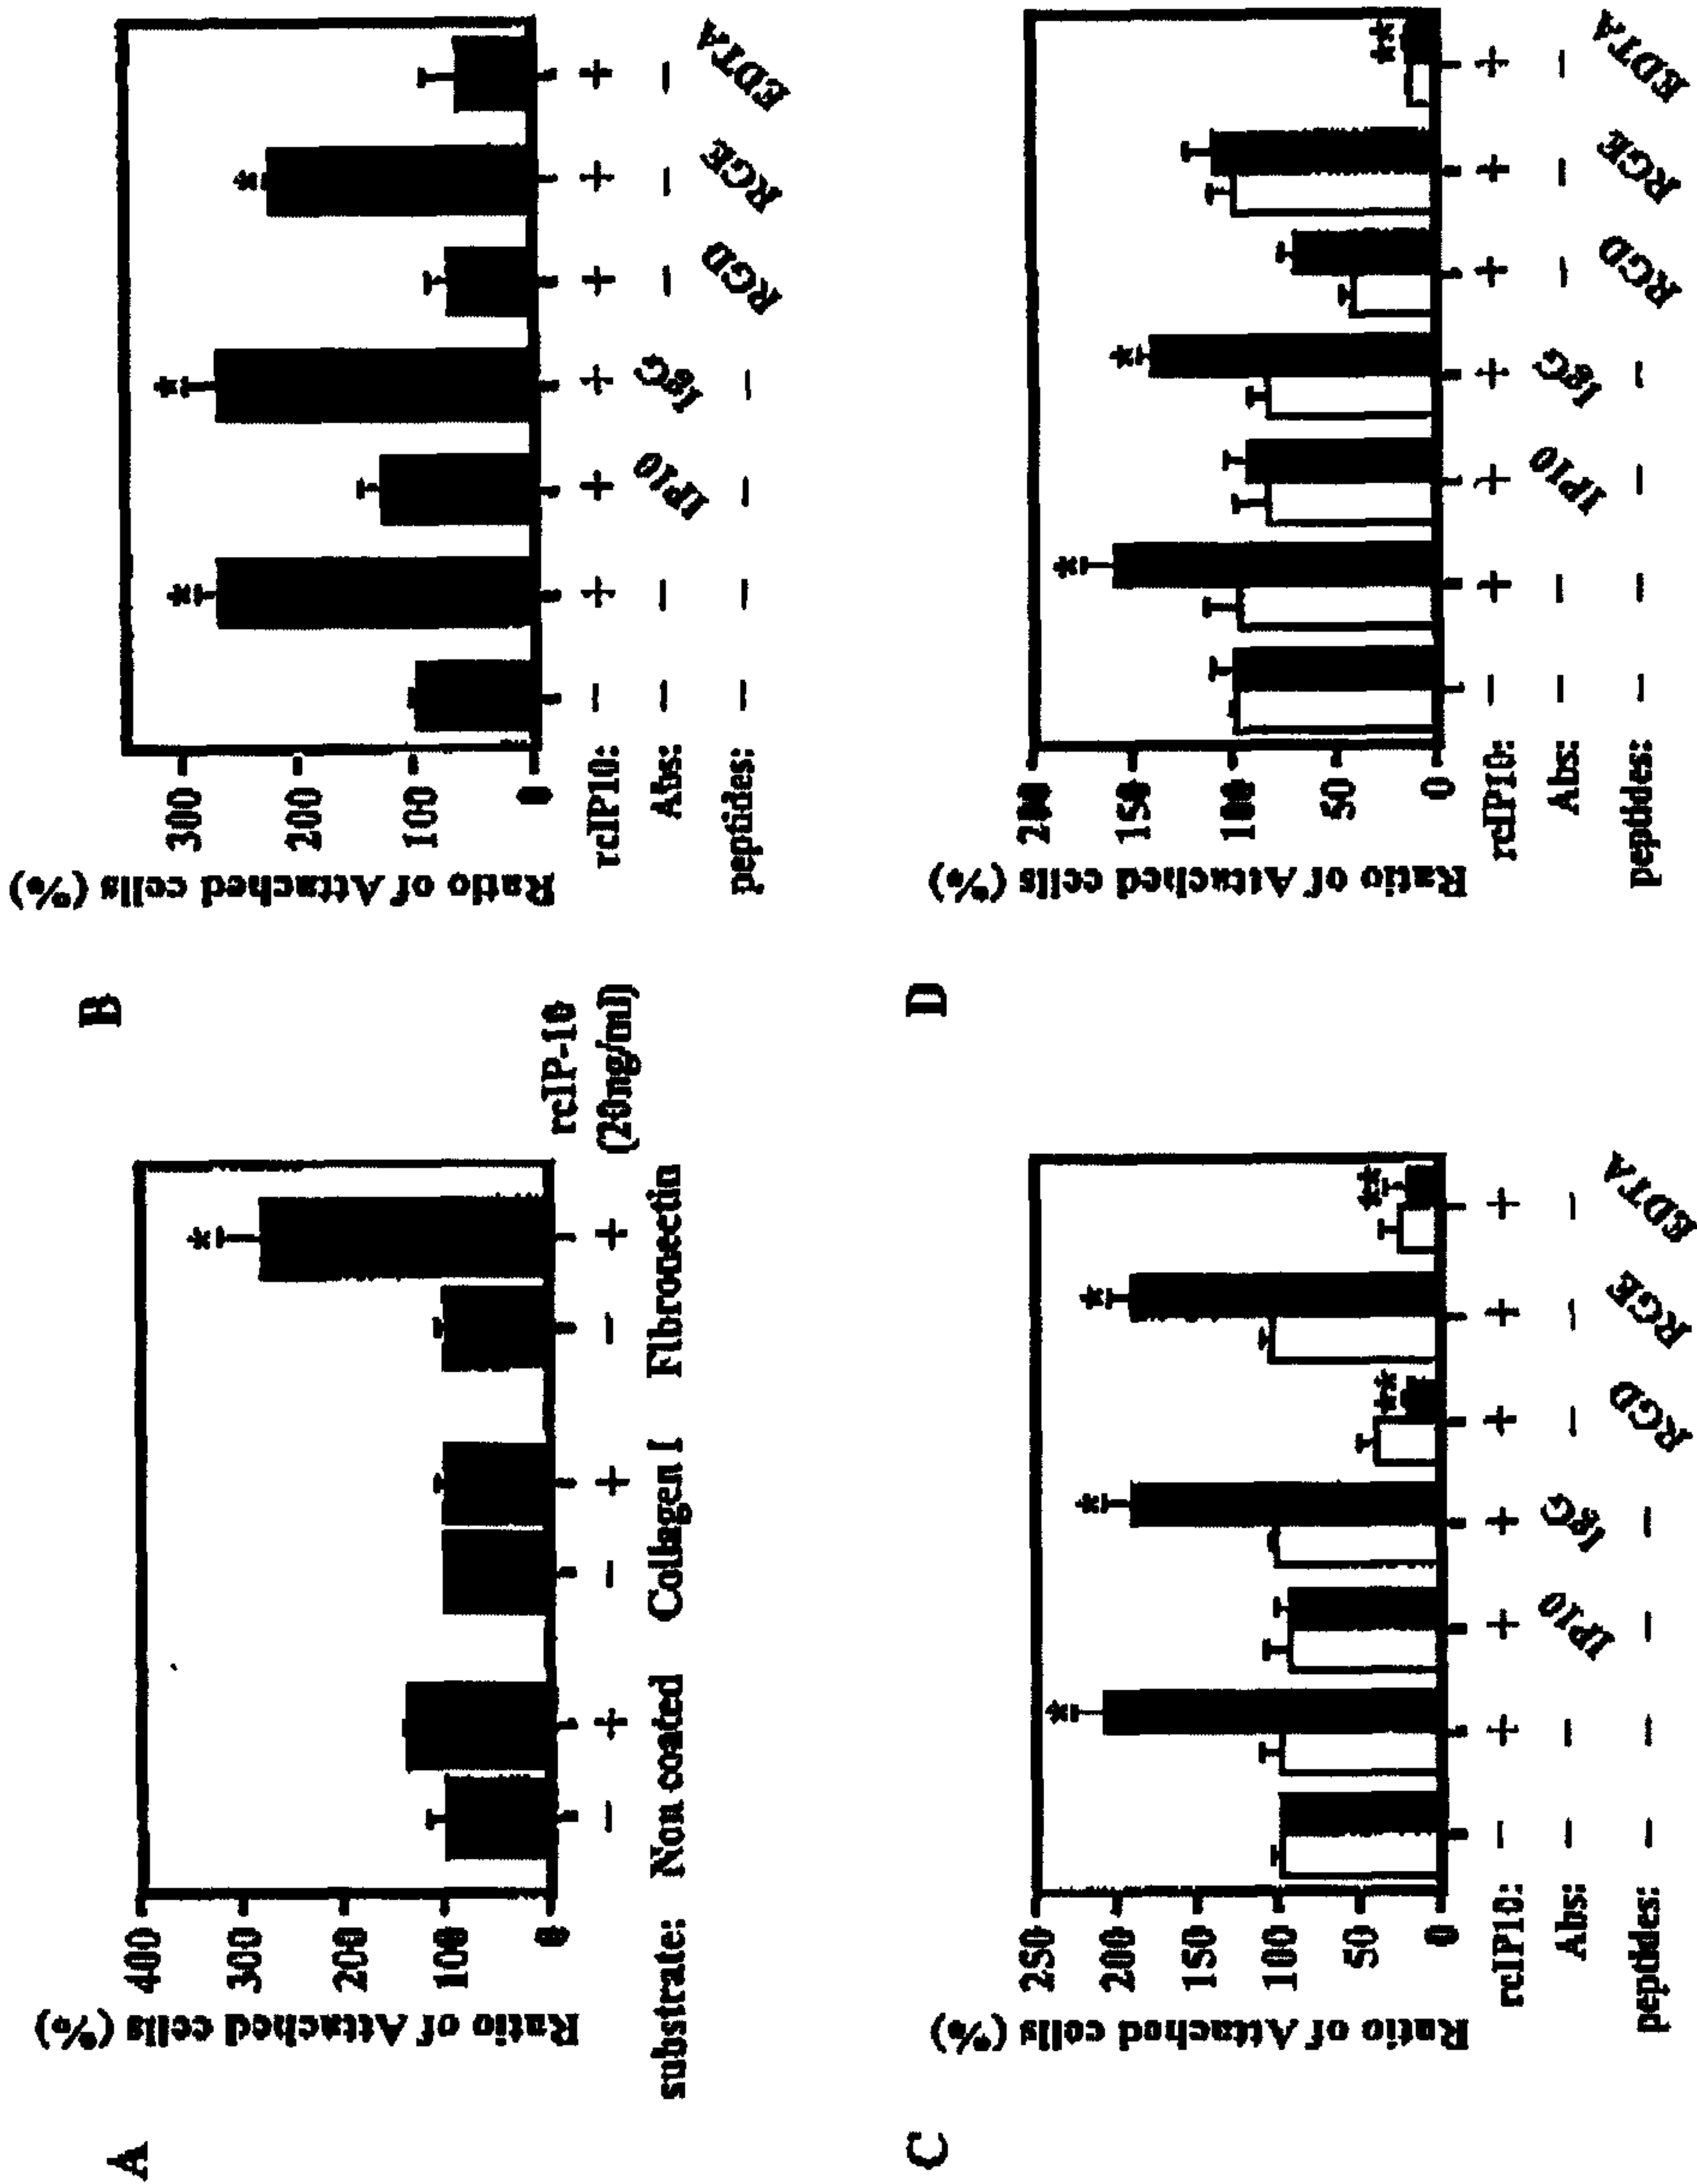 A
Ratio of Attached cells (%)
400
300
200
100
0
− + − + − +
rcIP-10
(20ng/ml)
substrate: Non coated Collagen I Fibronectin
*
B
Ratio of Attached cells (%)
300
200
100
0
* * *
rcIP10: − + + + + + +
Abs: − − IP10 IgG − − −
peptides: − − − − RGD RGE EDTA
C
Ratio of Attached cells (%)
250
200
150
100
50
0
* * ** * **
rcIP10: − + + + + + +
Abs: − − IP10 IgG − − −
peptides: − − − − RGD RGE EDTA
D
Ratio of Attached cells (%)
200
150
100
50
0
* * **
rcIP10: − + + + + + +
Abs: − − IP10 IgG − − −
peptides: − − − − RGD RGE EDTA